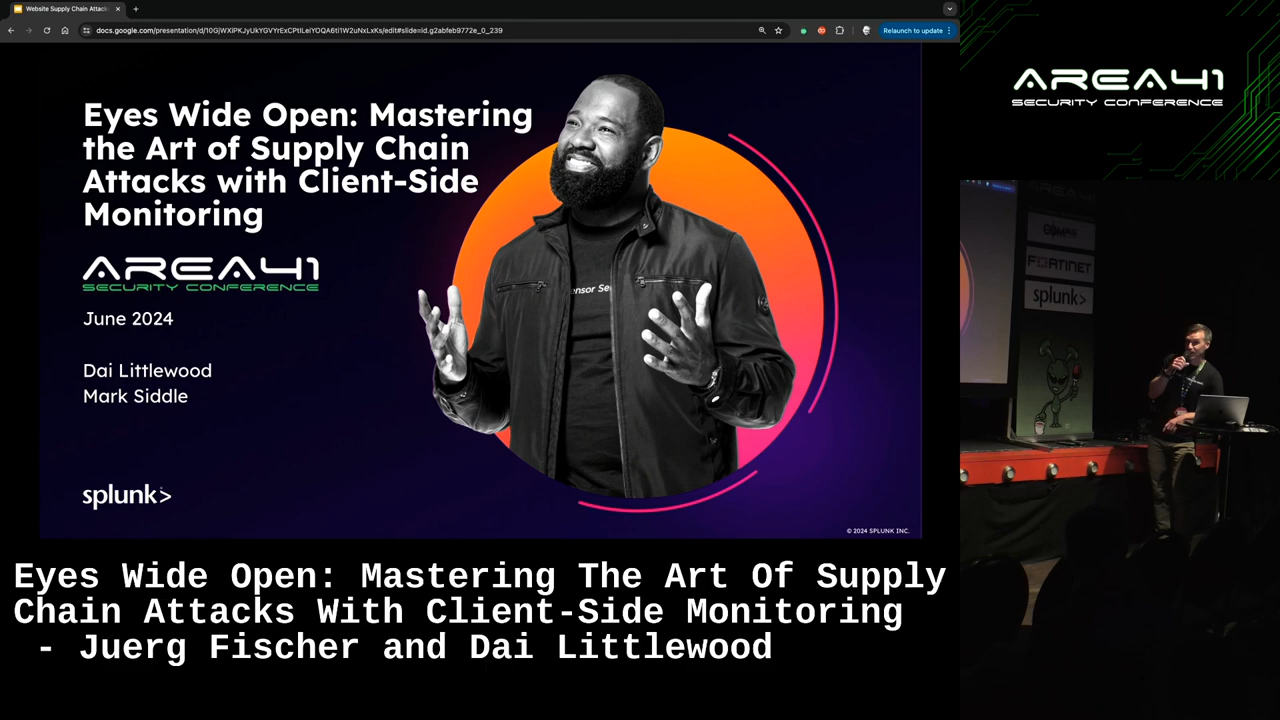 Website Supply Chain Attack
docs.google.com/presentation/d/10GjWXiPKJyUkYGVYrExCPtILeiYOQA6ti1W2uNxLxKs/edit#slide=id.g2abfeb9772e_0_239
Relaunch to update
Eyes Wide Open: Mastering
the Art of Supply Chain
Attacks with Client-Side
Monitoring
AREA41
SECURITY CONFERENCE
June 2024
Dai Littlewood
Mark Siddle
splunk>
ensor Se
© 2024 SPLUNK INC.
AREA41
SECURITY CONFERENCE
FORTINET
splunk>
Eyes Wide Open: Mastering The Art Of Supply
Chain Attacks With Client-Side Monitoring
- Juerg Fischer and Dai Littlewood